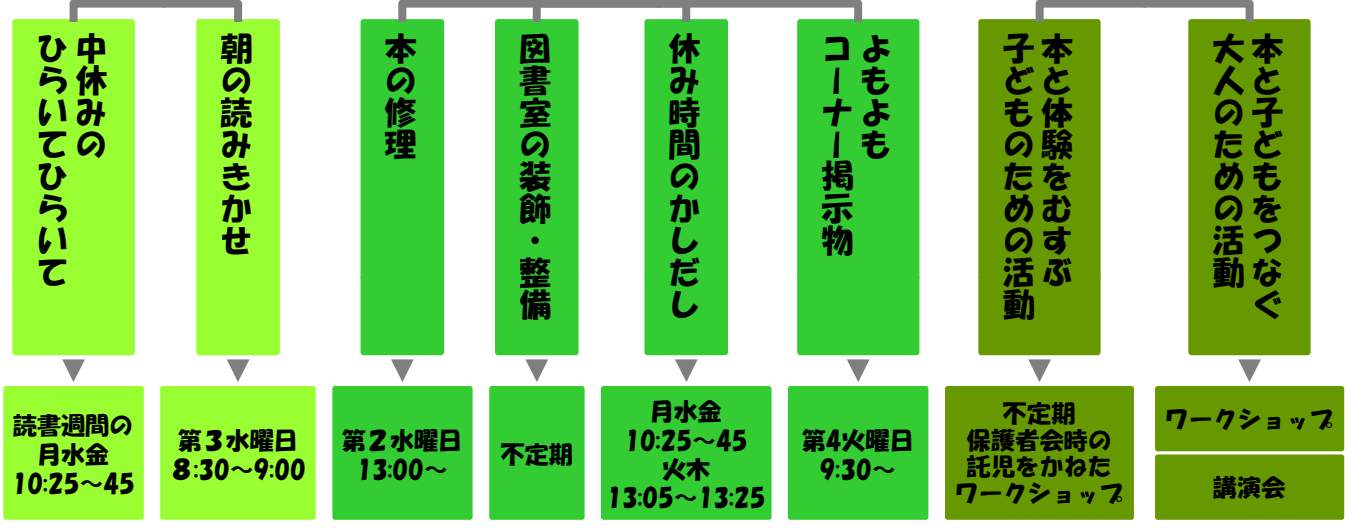 中休みの
ひらいてひらいて
朝の読みきかせ
本の修理
図書室の装飾・整備
休み時間のかしだし
よもよも
コーナー掲示物
本と体験をむすぶ
子どものための活動
本と子どもをつなぐ
大人のための活動
読書週間の
月水金
10:25～45
第3水曜日
8:30～9:00
第2水曜日
13:00～
不定期
月水金
10:25～45
火木
13:05～13:25
第4火曜日
9:30～
不定期
保護者会時の
託児をかねた
ワークショップ
ワークショップ
講演会